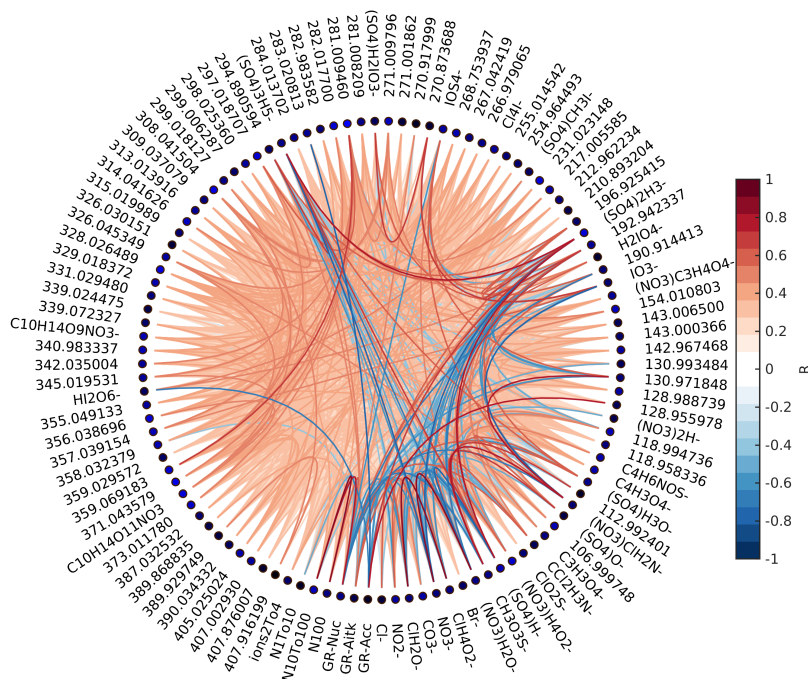 (SO4)H2IO3-
271.009796
271.001862
270.917999
270.873688
IOS4-
268.753937
267.042419
266.979065
Cl4I-
255.014542
254.964493
(SO4)CH3I-
231.023148
217.005585
212.962234
210.893204
196.925415
(SO4)2H3-
192.942337
H2IO4-
190.914413
IO3-
(NO3)C3H4O4-
154.010803
143.006500
143.000366
142.967468
130.993484
130.971848
128.988739
128.955978
(NO3)2H-
118.994736
118.958336
C4H6NOS-
C4H3O4-
(SO4)H3O-
112.992401
(NO3)ClH2N-
(SO4)O-
106.999748
C3H3O4-
CCl2H3N-
ClO2S-
(NO3)H4O2-
(SO4)H-
CH3O3S-
(NO3)H2O-
Br-
ClH4O2-
NO3-
CO3-
ClH2O-
NO2-
Cl-
GR-Acc
GR-Aitk
GR-Nuc
N100
N10To100
N1To10
ions2To4
407.916199
407.876007
407.002930
405.025024
390.034332
389.929749
389.868835
387.032532
373.011780
C10H14O11NO3
371.043579
359.069183
359.029572
358.032379
357.039154
356.038696
355.049133
HI2O6-
345.019531
342.035004
340.983337
C10H14O9NO3-
339.072327
339.024475
331.029480
329.018372
328.026489
326.045349
326.030151
315.019989
314.041626
313.013916
309.037079
308.041504
299.018127
299.006287
298.025360
297.018707
294.890594
(SO4)3H5-
284.013702
283.020813
282.983582
282.017700
281.009460
281.008209
1
0.8
0.6
0.4
0.2
0
-0.2
-0.4
-0.6
-0.8
-1
R